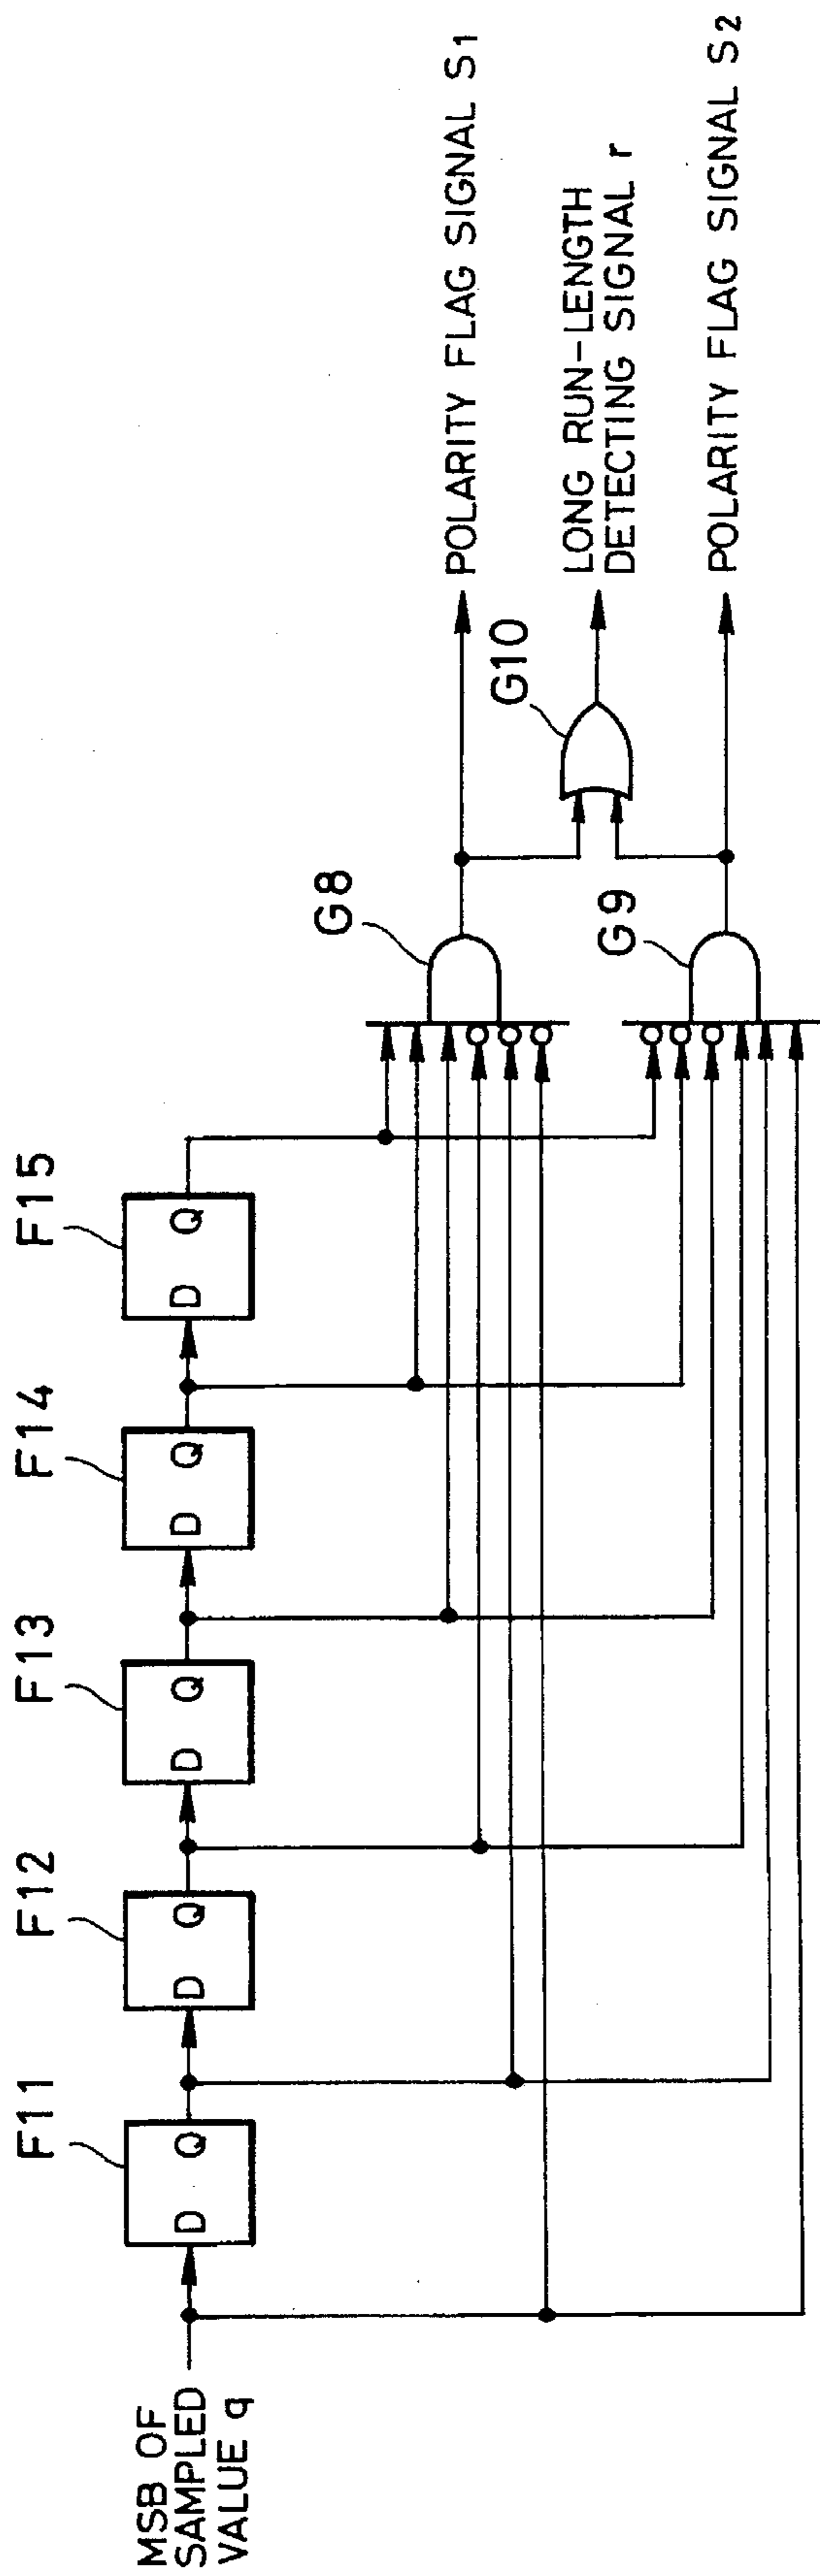 MSB OF
SAMPLED
VALUE q
F11
D Q
F12
D Q
F13
D Q
F14
D Q
F15
D Q
G8
G9
G10
POLARITY FLAG SIGNAL S1
LONG RUN-LENGTH
DETECTING SIGNAL r
POLARITY FLAG SIGNAL S2